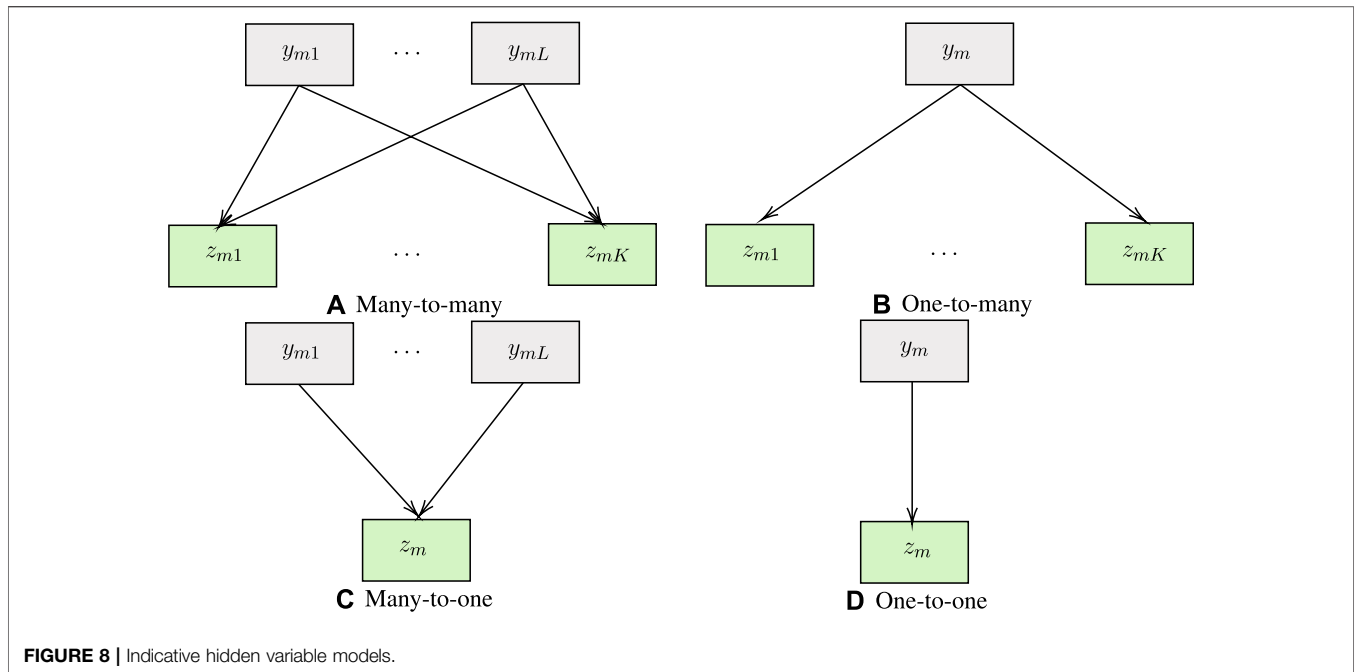 y_{m1} ... y_{mL}
z_{m1} ... z_{mK}
A Many-to-many
y_m
z_{m1} ... z_{mK}
B One-to-many
y_{m1} ... y_{mL}
z_m
C Many-to-one
y_m
z_m
D One-to-one
FIGURE 8 | Indicative hidden variable models.